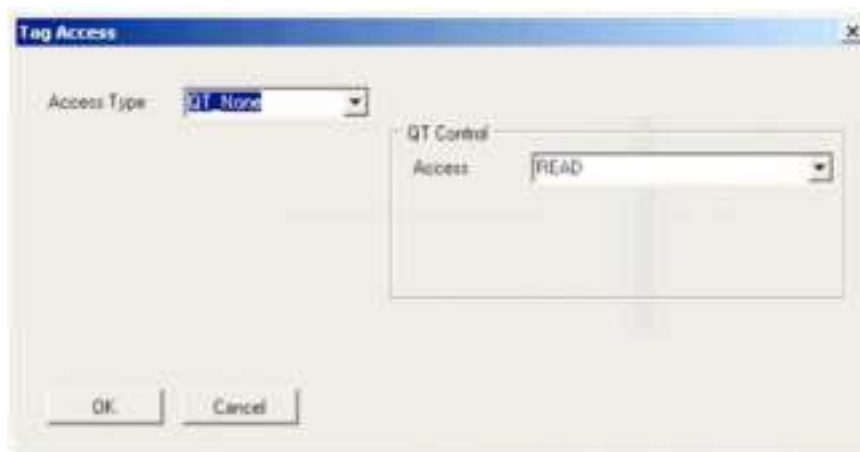 Tag Access
Access Type QT_None
QT Control
Access READ
OK Cancel